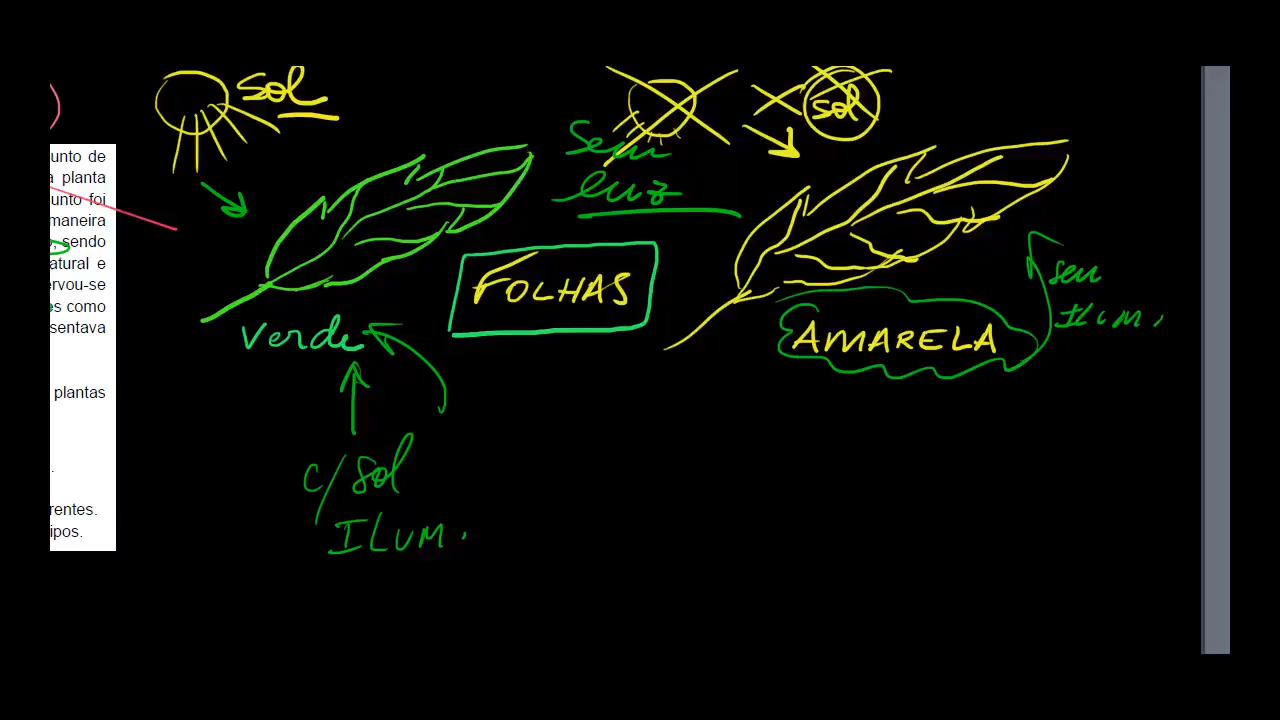 sol
sol
Sem
luz
unto de
a planta
unto foi
maneira
, sendo
atural e
ervou-se
es como
sentava
plantas
.
rentes.
ipos.
FOLHAS
verde
AMARELA
sem
ILUM.
c/ sol
ILUM.